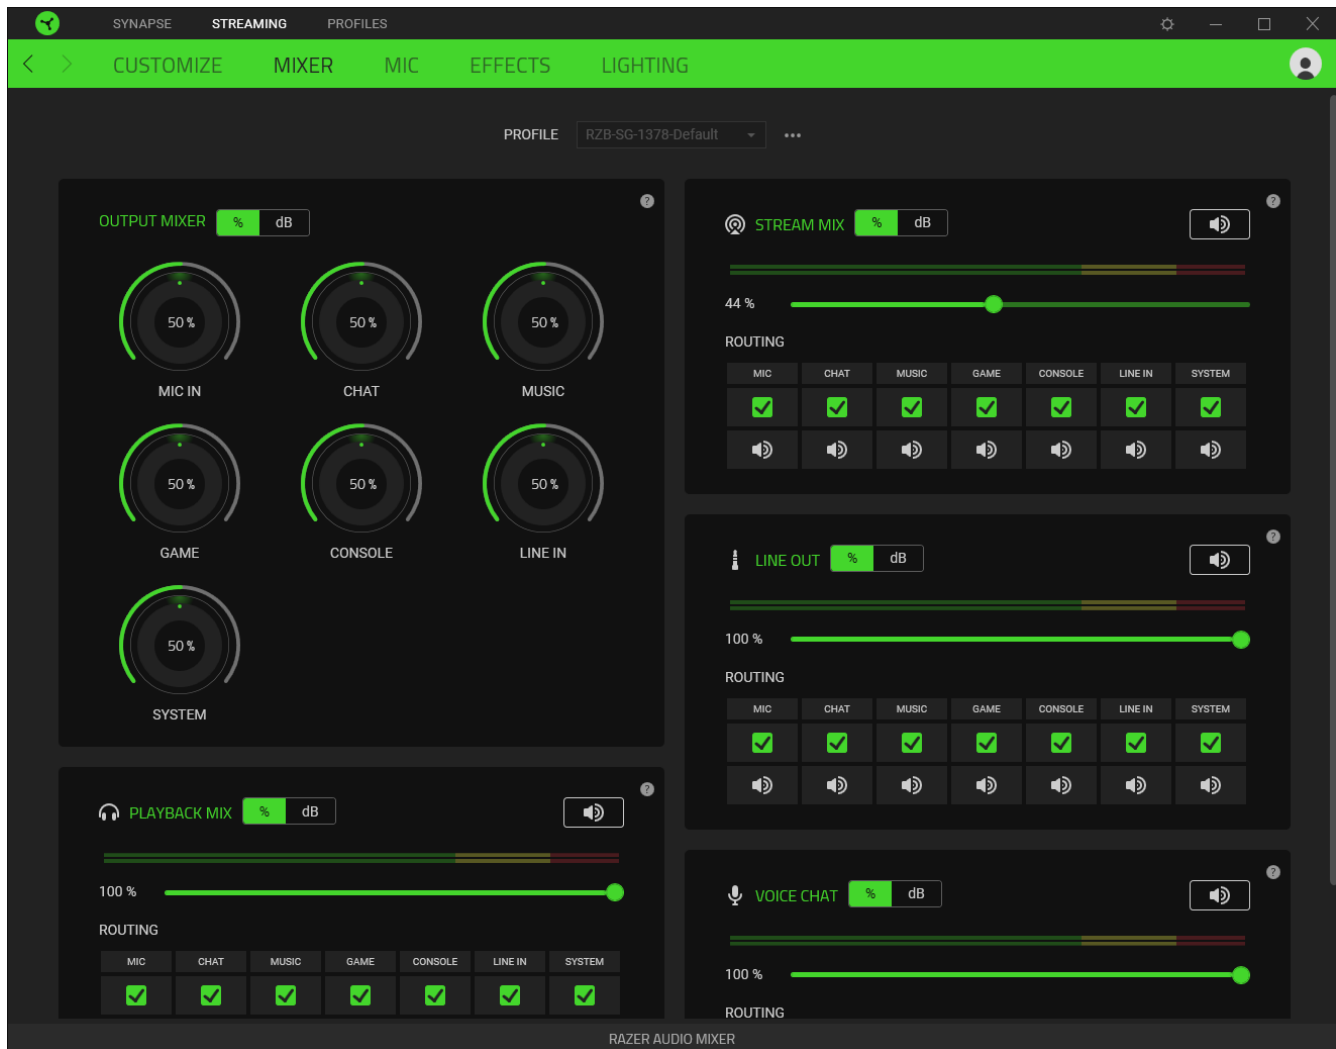 SYNAPSE STREAMING PROFILES
CUSTOMIZE MIXER MIC EFFECTS LIGHTING
PROFILE RZB-SG-1378-Default
OUTPUT MIXER % dB
50 % 50 % 50 %
MIC IN CHAT MUSIC
50 % 50 % 50 %
GAME CONSOLE LINE IN
50 %
SYSTEM
PLAYBACK MIX % dB
100 %
ROUTING
MIC CHAT MUSIC GAME CONSOLE LINE IN SYSTEM
STREAM MIX % dB
44 %
ROUTING
MIC CHAT MUSIC GAME CONSOLE LINE IN SYSTEM
LINE OUT % dB
100 %
ROUTING
MIC CHAT MUSIC GAME CONSOLE LINE IN SYSTEM
VOICE CHAT % dB
100 %
ROUTING
RAZER AUDIO MIXER